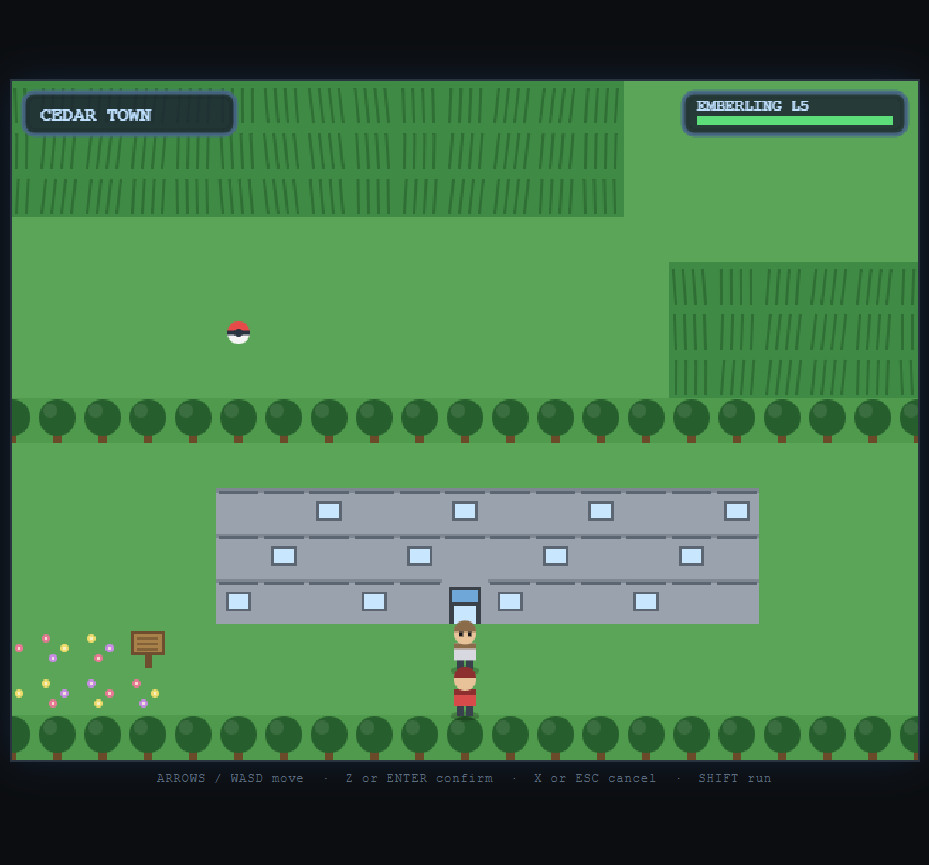 CEDAR TOWN
EMBERLING L5
ARROWS / WASD move · Z or ENTER confirm · X or ESC cancel · SHIFT run